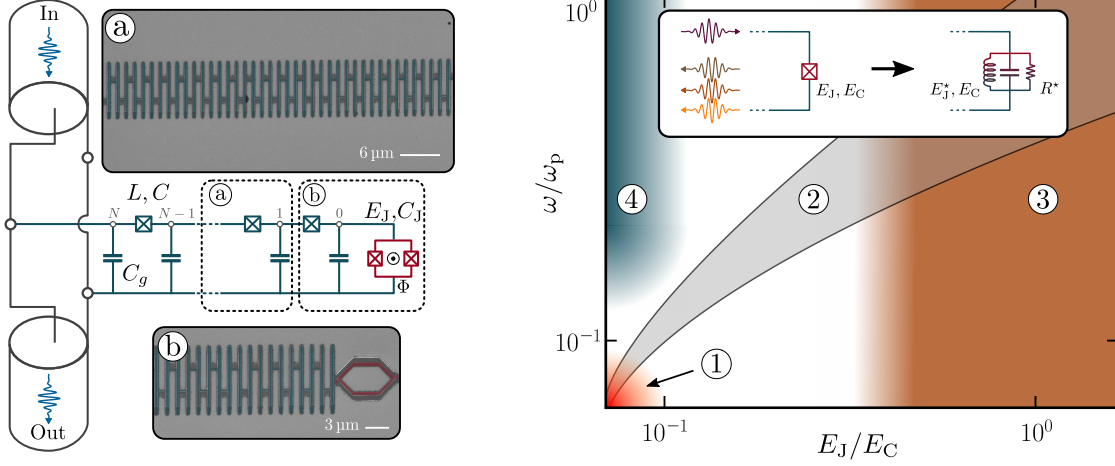 In
ⓐ
6 µm
L, C
N
N−1
ⓐ
1
ⓑ
0
E_J, C_J
C_g
Φ
ⓑ
3 µm
Out
10^0
ω/ω_p
10^−1
E_J, E_C
E_J^⋆, E_C
R^⋆
④
②
③
①
10^−1
10^0
E_J/E_C